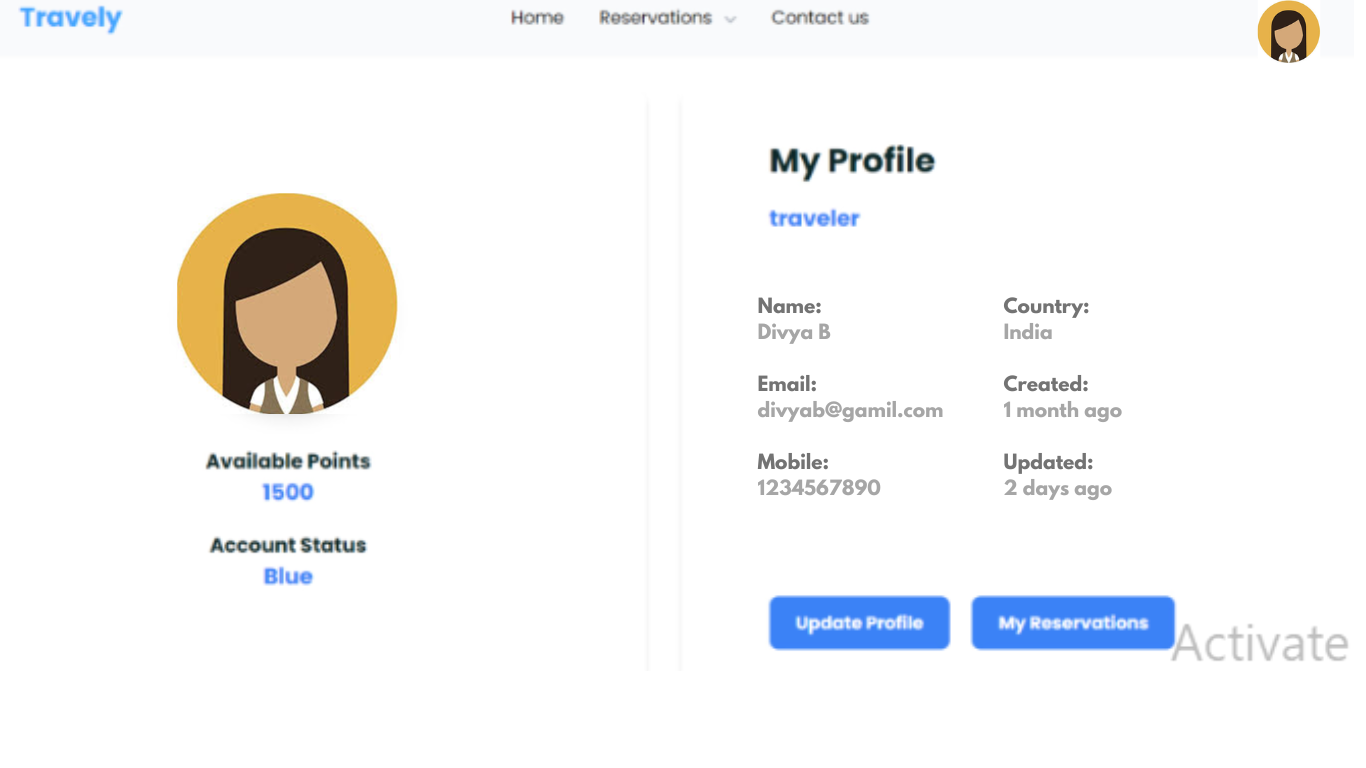 Travely
Home Reservations Contact us
Available Points
1500
Account Status
Blue
My Profile
traveler
Name: Country:
Divya B India
Email: Created:
divyab@gamil.com 1 month ago
Mobile: Updated:
1234567890 2 days ago
Update Profile My Reservations
Activate